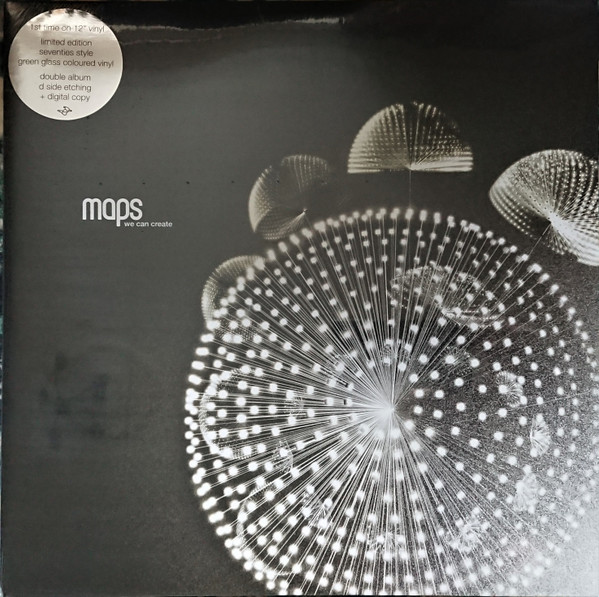 1st time on 12" vinyl
limited edition
seventies style
green glass coloured vinyl
double album
d side etching
+ digital copy
maps
we can create